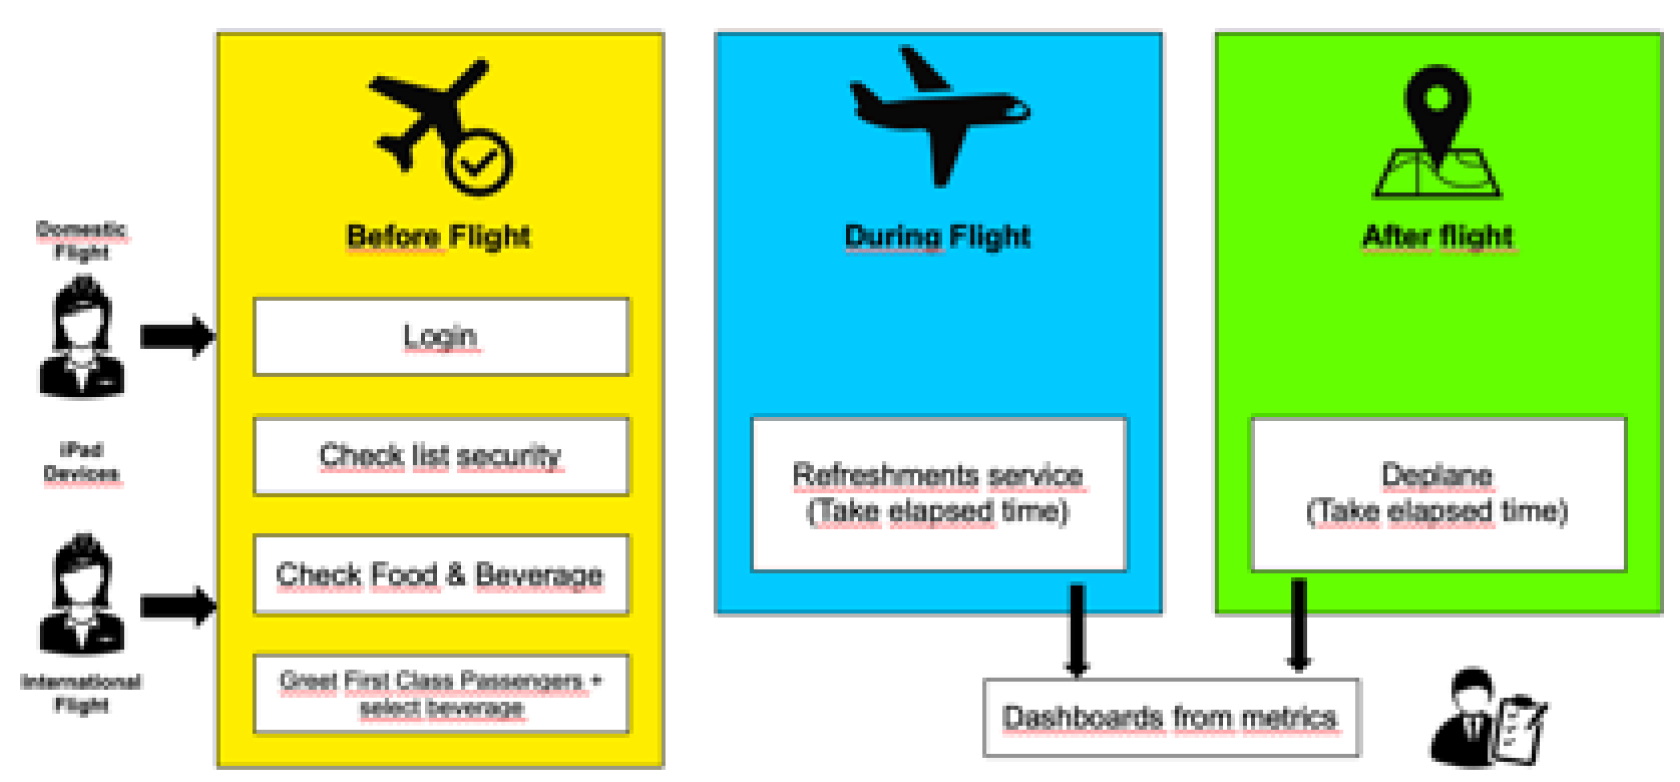 Domestic
Flight
iPad
Devices
International
Flight
Before Flight
Login
Check list security
Check Food & Beverage
Greet First Class Passengers +
select beverage
During Flight
Refreshments service
(Take elapsed time)
After flight
Deplane
(Take elapsed time)
Dashboards from metrics